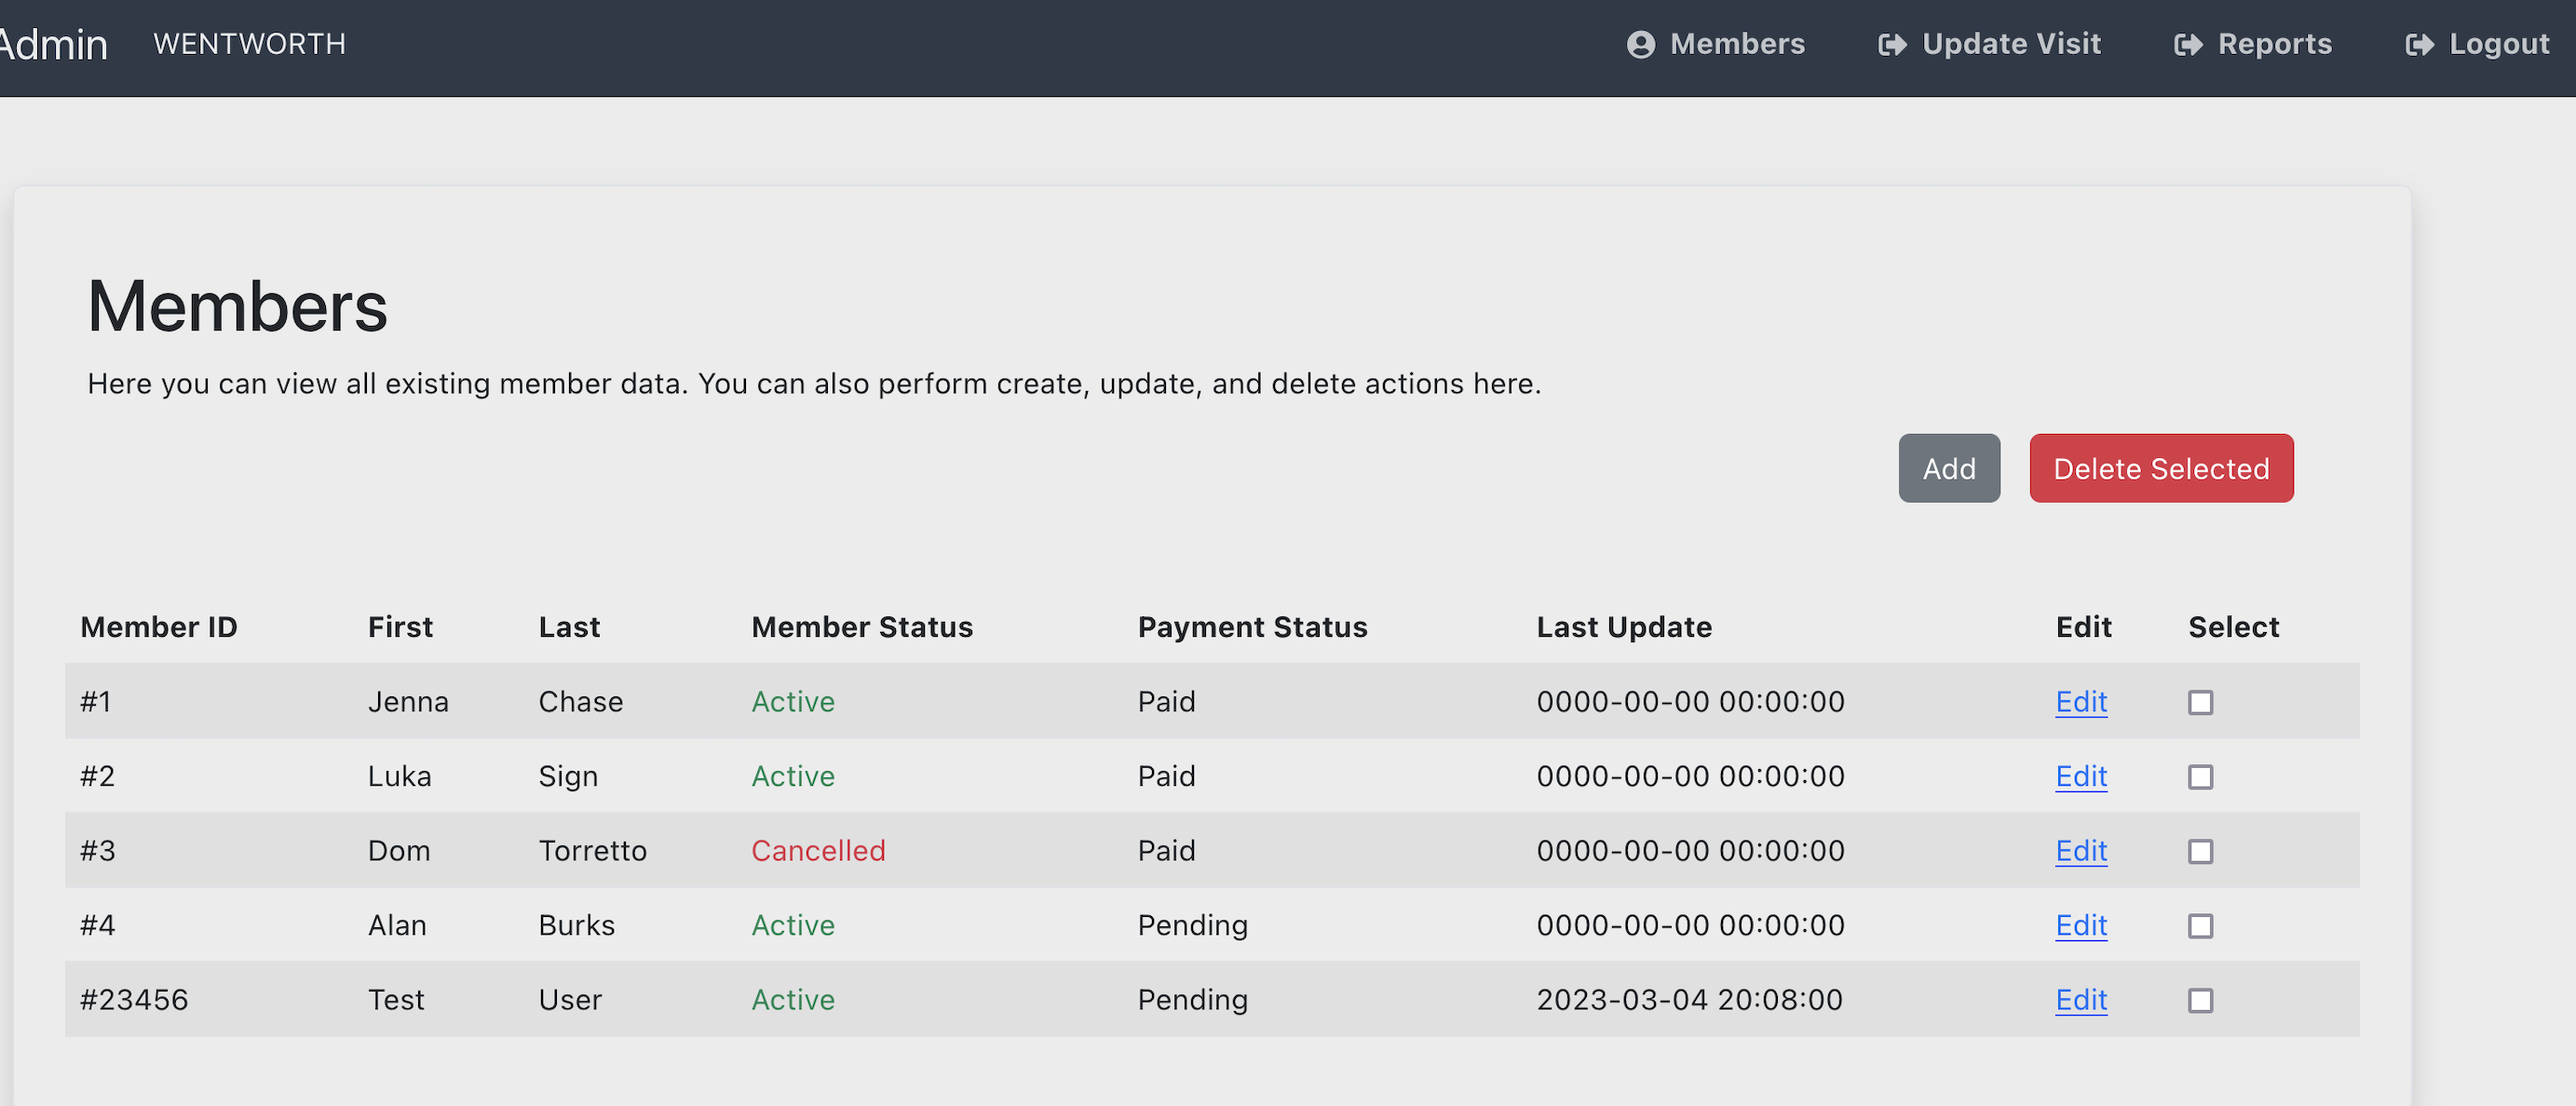 Admin WENTWORTH Members Update Visit Reports Logout
Members
Here you can view all existing member data. You can also perform create, update, and delete actions here.
Add Delete Selected
Member ID First Last Member Status Payment Status Last Update Edit Select
#1 Jenna Chase Active Paid 0000-00-00 00:00:00 Edit
#2 Luka Sign Active Paid 0000-00-00 00:00:00 Edit
#3 Dom Torretto Cancelled Paid 0000-00-00 00:00:00 Edit
#4 Alan Burks Active Pending 0000-00-00 00:00:00 Edit
#23456 Test User Active Pending 2023-03-04 20:08:00 Edit